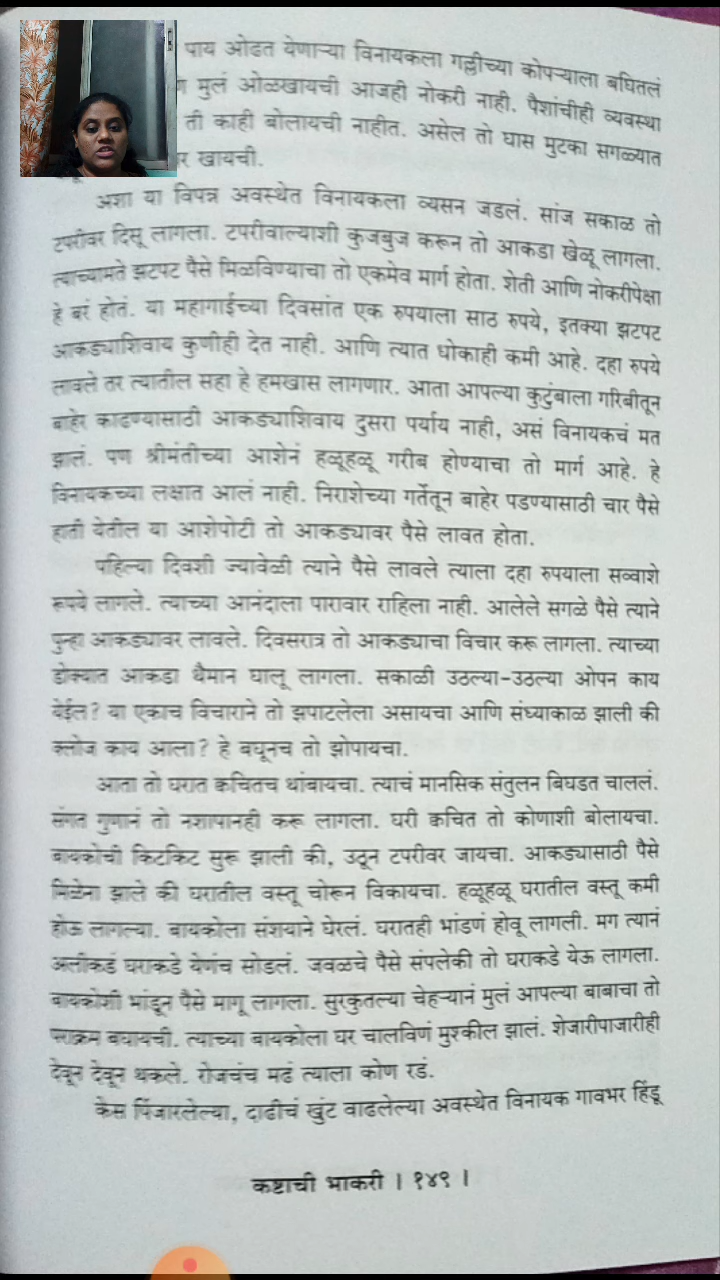 पाय ओढत येणाऱ्या विनायकला गल्लीच्या कोपऱ्याला बघितलं
मुलं ओळखायची आजही नोकरी नाही. पैशांचीही व्यवस्था
ती काही बोलायची नाहीत. असेल तो घास मुटका सगळ्यात
खायची.
अशा या विपन्न अवस्थेत विनायकला व्यसन जडलं. सांज सकाळ तो
टपरीवर दिसू लागला. टपरीवाल्याशी कुजबुज करून तो आकडा खेळू लागला.
त्याच्यामते झटपट पैसे मिळविण्याचा तो एकमेव मार्ग होता. शेती आणि नोकरीपेक्षा
हे बरं होतं. या महागाईच्या दिवसांत एक रुपयाला साठ रुपये, इतक्या झटपट
आकड्याशिवाय कुणीही देत नाही. आणि त्यात धोकाही कमी आहे. दहा रुपये
लावले तर त्यातील सहा हे हमखास लागणार. आता आपल्या कुटुंबाला गरिबीतून
बाहेर काढण्यासाठी आकड्याशिवाय दुसरा पर्याय नाही, असं विनायकचं मत
झालं. पण श्रीमंतीच्या आशेनं हळूहळू गरीब होण्याचा तो मार्ग आहे. हे
विनायकच्या लक्षात आलं नाही. निराशेच्या गर्तेतून बाहेर पडण्यासाठी चार पैसे
हाती येतील या आशेपोटी तो आकड्यावर पैसे लावत होता.
पहिल्या दिवशी ज्यावेळी त्याने पैसे लावले त्याला दहा रुपयाला सव्वाशे
रूपये लागले. त्याच्या आनंदाला पारावार राहिला नाही. आलेले सगळे पैसे त्याने
पुन्हा आकड्यावर लावले. दिवसरात्र तो आकड्याचा विचार करू लागला. त्याच्या
डोक्यात आकडा थैमान घालू लागला. सकाळी उठल्या-उठल्या ओपन काय
येईल? या एकाच विचाराने तो झपाटलेला असायचा आणि संध्याकाळ झाली की
क्लोज काय आला? हे बघूनच तो झोपायचा.
आता तो घरात क्वचितच थांबायचा. त्याचं मानसिक संतुलन बिघडत चाललं.
संगत गुणानं तो नशापानही करू लागला. घरी क्वचित तो कोणाशी बोलायचा.
बायकोची किटकिट सुरू झाली की, उठून टपरीवर जायचा. आकड्यासाठी पैसे
मिळेना झाले की घरातील वस्तू चोरून विकायचा. हळूहळू घरातील वस्तू कमी
होऊ लागल्या. बायकोला संशयाने घेरलं. घरातही भांडणं होवू लागली. मग त्यानं
अलीकडं घराकडे येणंच सोडलं. जवळचे पैसे संपलेकी तो घराकडे येऊ लागला.
बायकोशी भांडून पैसे मागू लागला. सुरकुतल्या चेहऱ्यानं मुलं आपल्या बाबाचा तो
पराक्रम बघायची. त्याच्या बायकोला घर चालविणं मुश्कील झालं. शेजारीपाजारीही
देवून देवून थकले. रोजचंच मढं त्याला कोण रडं.
केस पिंजारलेल्या, दाढीचं खुंट वाढलेल्या अवस्थेत विनायक गावभर हिंडू
कष्टाची भाकरी । १४९ ।